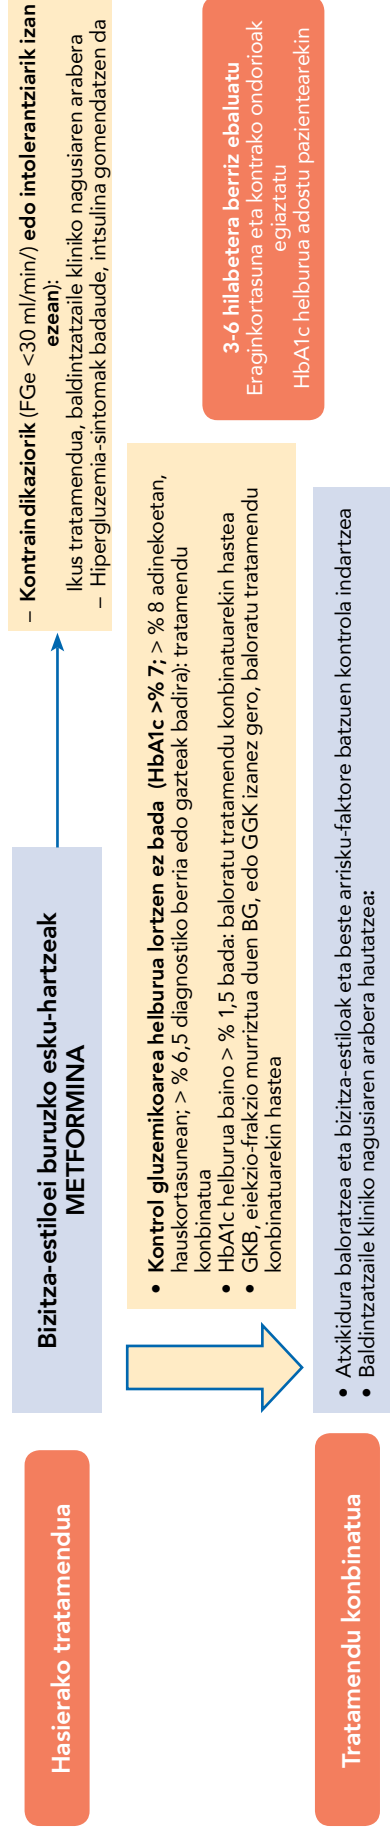 Hasierako tratamendua
Bizitza-estiloei buruzko esku-hartzeak
METFORMINA
– Kontraindikaziorik (FGe <30 ml/min/) edo intolerantziarik izan
ezean):
Ikus tratamendua, baldintzatzaile kliniko nagusiaren arabera
– Hipergluzemia-sintomak badaude, intsulina gomendatzen da
• Kontrol gluzemikoarea helburua lortzen ez bada (HbA1c >% 7; > % 8 adinekoetan,
hauskortasunean; > % 6,5 diagnostiko berria edo gazteak badira): tratamendu
konbinatua
• HbA1c helburua baino > % 1,5 bada: baloratu tratamendu konbinatuarekin hastea
• GKB, eiekzio-frakzio murriztua duen BG, edo GGK izanez gero, baloratu tratamendu
konbinatuarekin hastea
3-6 hilabetera berriz ebaluatu
Eraginkortasuna eta kontrako ondorioak
egiaztatu
HbA1c helburua adostu pazientearekin
Tratamendu konbinatua
• Atxikidura baloratzea eta bizitza-estiloak eta beste arrisku-faktore batzuen kontrola indartzea
• Baldintzatzaile kliniko nagusiaren arabera hautatzea: